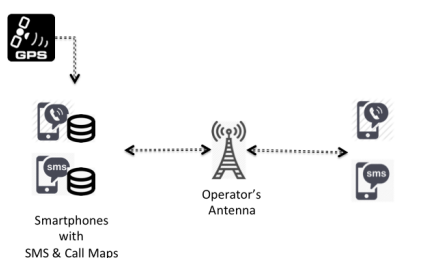 GPS
sms
sms
Operator's
Antenna
Smartphones
with
SMS & Call Maps